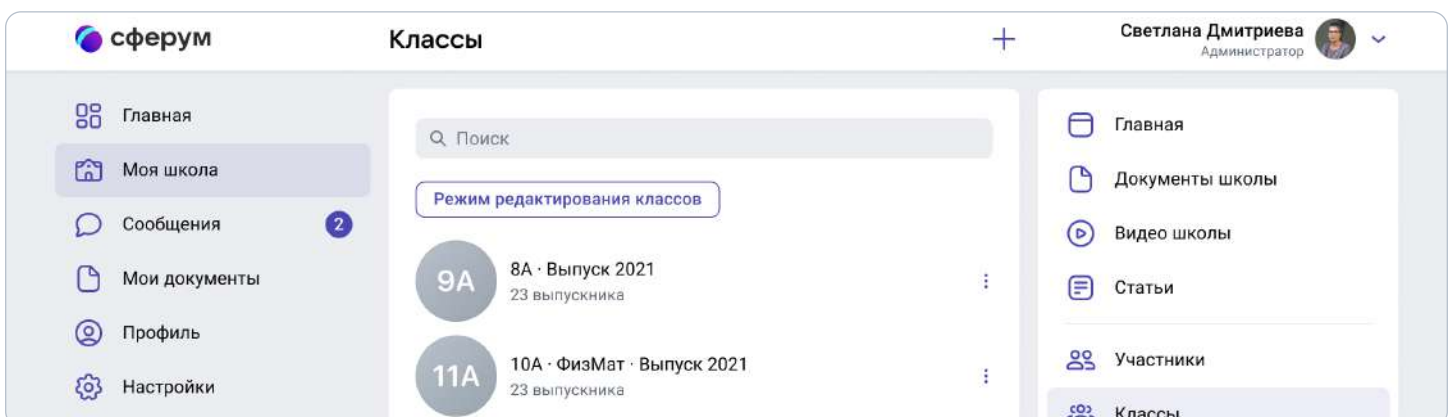 сферум
Классы
Светлана Дмитриева
Администратор
Главная
Моя школа
Сообщения
2
Мои документы
Профиль
Настройки
Поиск
Режим редактирования классов
9А
8А · Выпуск 2021
23 выпускника
11А
10А · ФизМат · Выпуск 2021
23 выпускника
Главная
Документы школы
Видео школы
Статьи
Участники
Классы